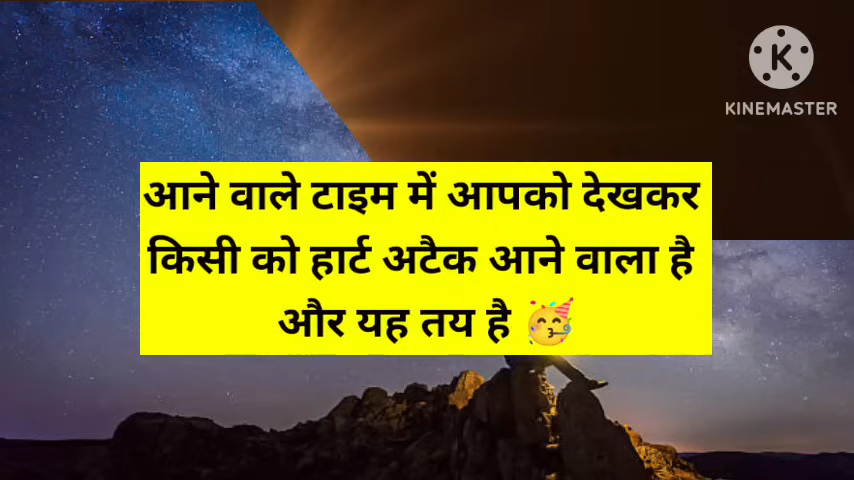 K
KINEMASTER
आने वाले टाइम में आपको देखकर
किसी को हार्ट अटैक आने वाला है
और यह तय है 🥳